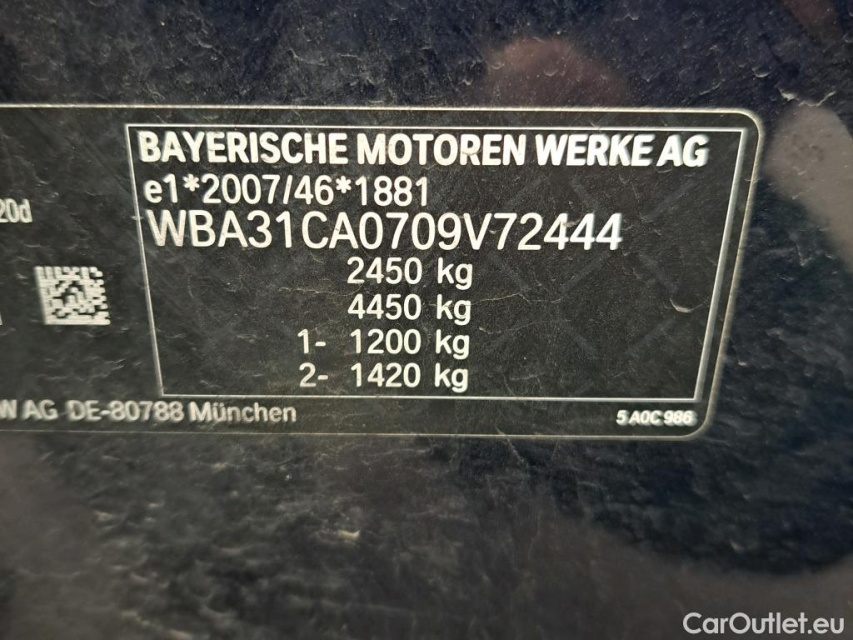 BAYERISCHE MOTOREN WERKE AG
e1*2007/46*1881
20d
WBA31CA0709V72444
2450 kg
4450 kg
1- 1200 kg
2- 1420 kg
W AG DE-80788 München
5 A0C 986
CarOutlet.eu